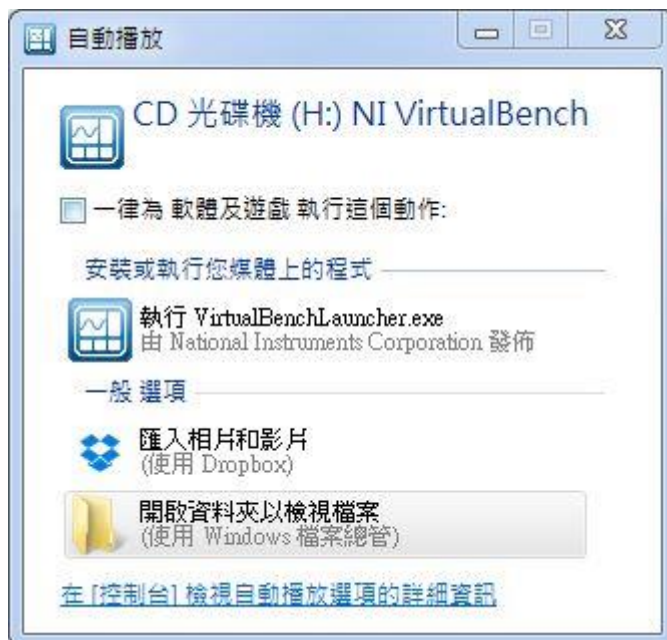 自動播放
CD 光碟機 (H:) NI VirtualBench
一律為 軟體及遊戲 執行這個動作:
安裝或執行您媒體上的程式
執行 VirtualBenchLauncher.exe
由 National Instruments Corporation 發佈
一般 選項
匯入相片和影片
(使用 Dropbox)
開啟資料夾以檢視檔案
(使用 Windows 檔案總管)
在 [控制台] 檢視自動播放選項的詳細資訊